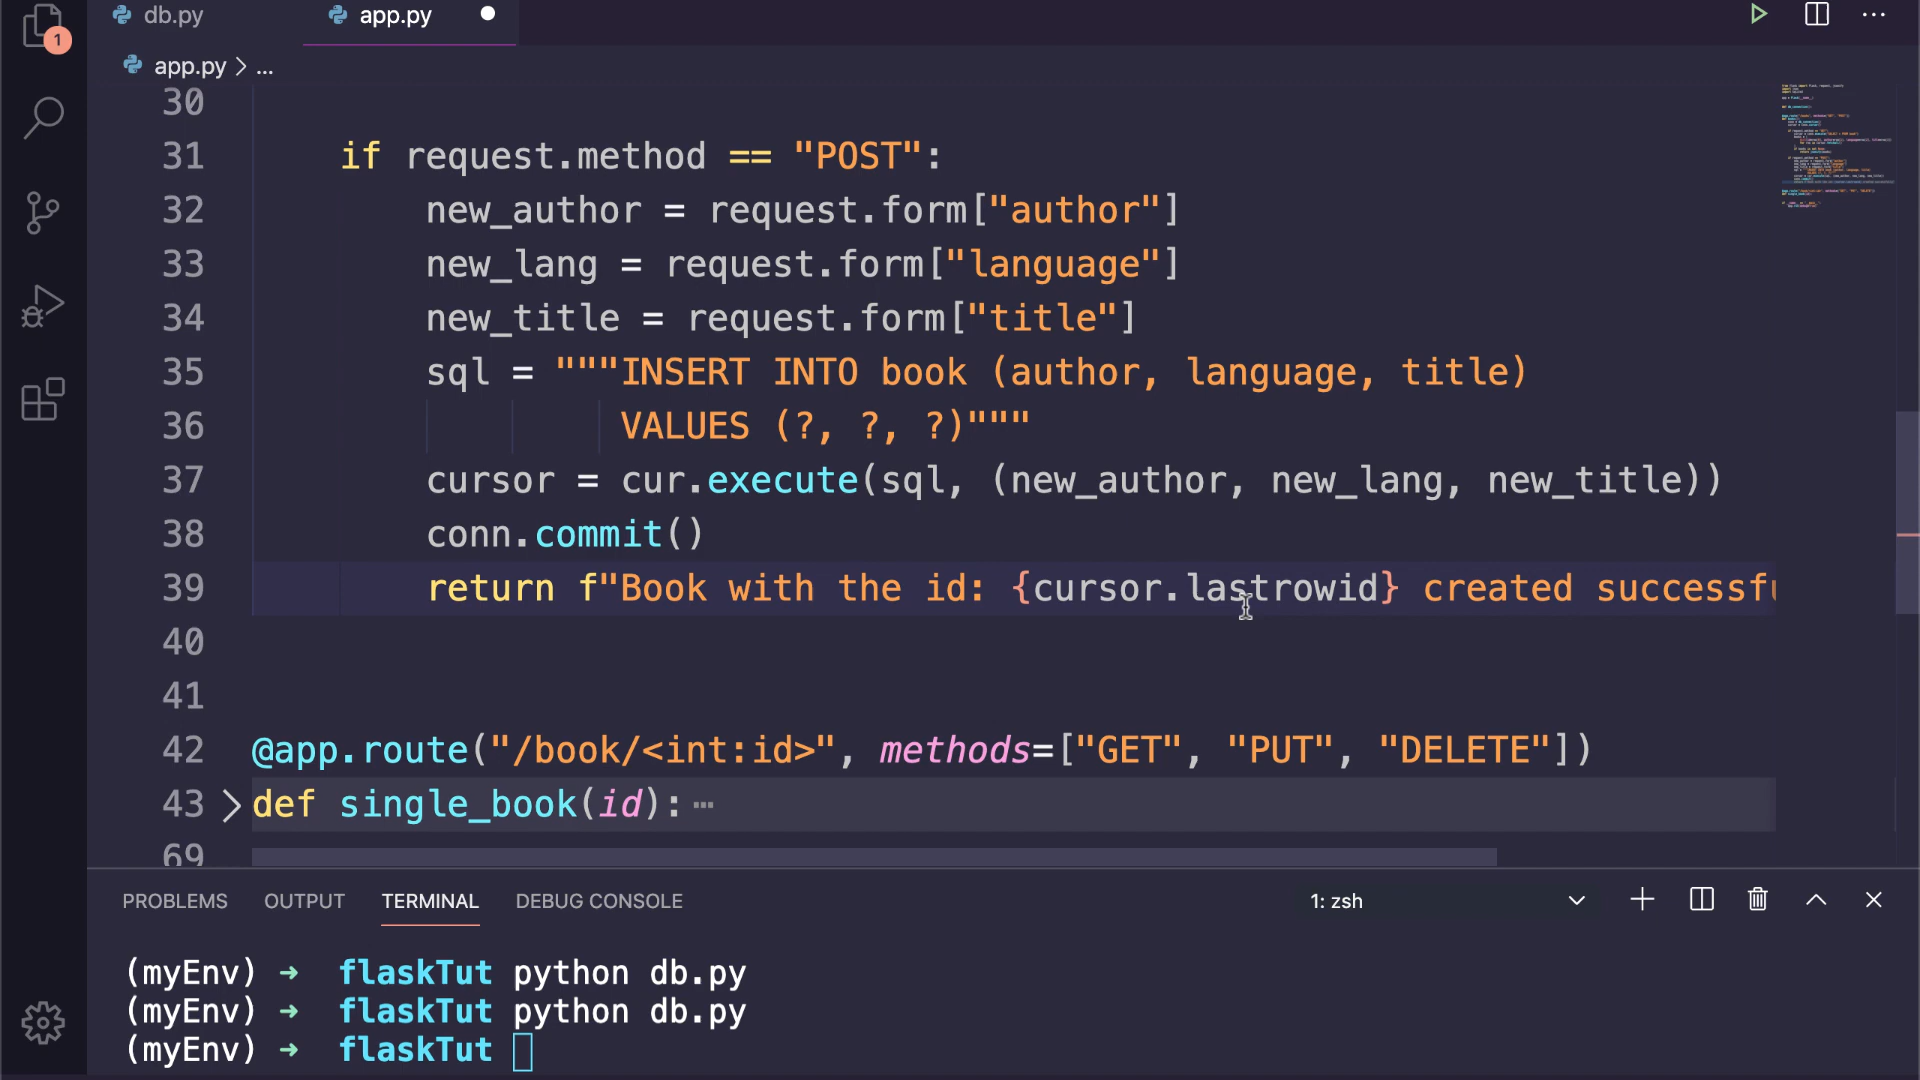 db.py
app.py
1
app.py > ...
30
31 if request.method == "POST":
32 new_author = request.form["author"]
33 new_lang = request.form["language"]
34 new_title = request.form["title"]
35 sql = """INSERT INTO book (author, language, title)
36 VALUES (?, ?, ?)"""
37 cursor = cur.execute(sql, (new_author, new_lang, new_title))
38 conn.commit()
39 return f"Book with the id: {cursor.lastrowid} created successfu
40
41
42 @app.route("/book/<int:id>", methods=["GET", "PUT", "DELETE"])
43 def single_book(id):
69
PROBLEMS OUTPUT TERMINAL DEBUG CONSOLE 1: zsh
(myEnv) → flaskTut python db.py
(myEnv) → flaskTut python db.py
(myEnv) → flaskTut